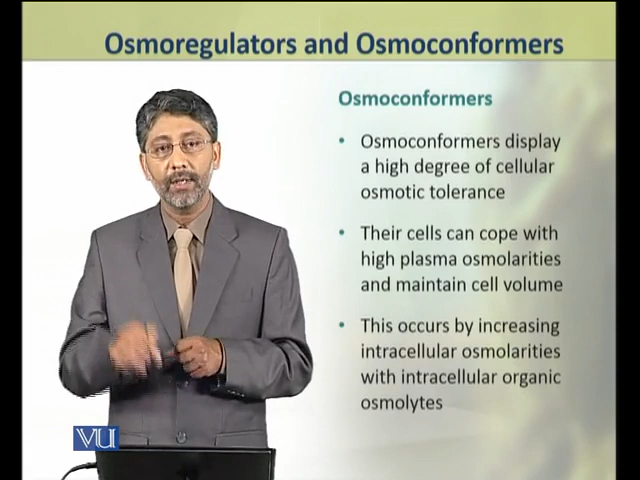 Osmoregulators and Osmoconformers
Osmoconformers
• Osmoconformers display
a high degree of cellular
osmotic tolerance
• Their cells can cope with
high plasma osmolarities
and maintain cell volume
• This occurs by increasing
intracellular osmolarities
with intracellular organic
osmolytes
VU